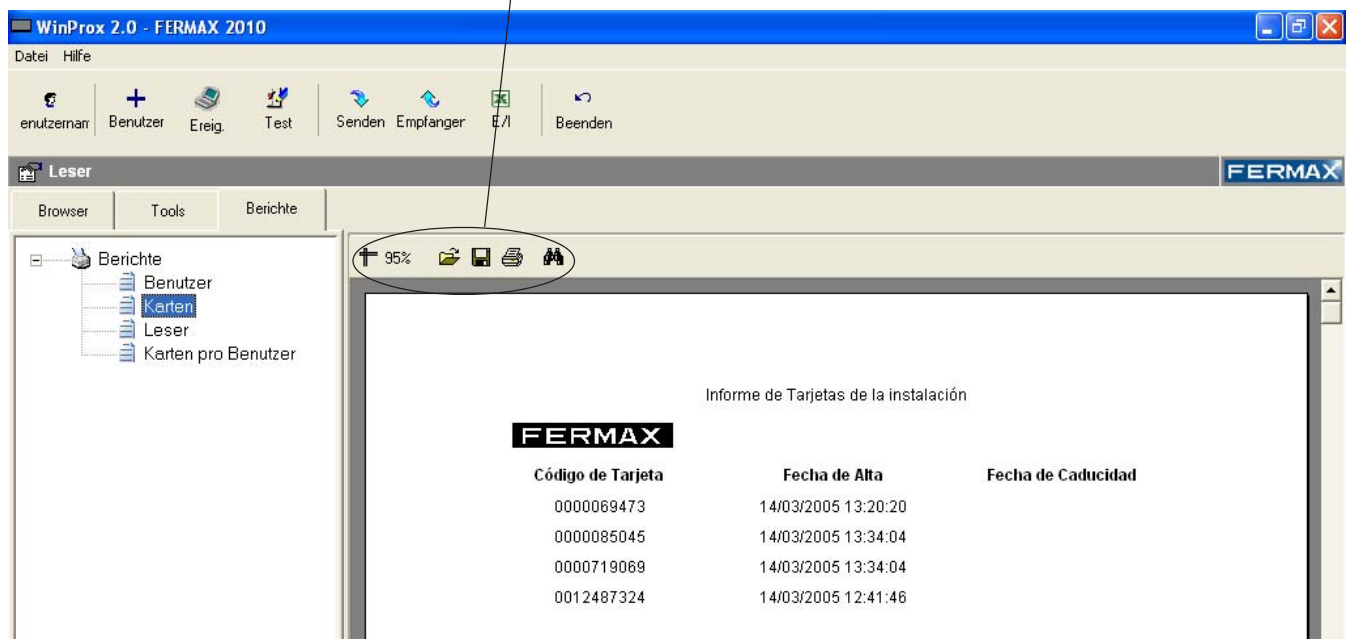 WinProx 2.0 - FERMAX 2010
Datei Hilfe
enutzernam Benutzer Ereig. Test Senden Empfanger E/I Beenden
Leser FERMAX
Browser Tools Berichte
95%
Berichte
Benutzer
Karten
Leser
Karten pro Benutzer
Informe de Tarjetas de la instalación
FERMAX
Código de Tarjeta Fecha de Alta Fecha de Caducidad
0000069473 14/03/2005 13:20:20
0000085045 14/03/2005 13:34:04
0000719069 14/03/2005 13:34:04
0012487324 14/03/2005 12:41:46